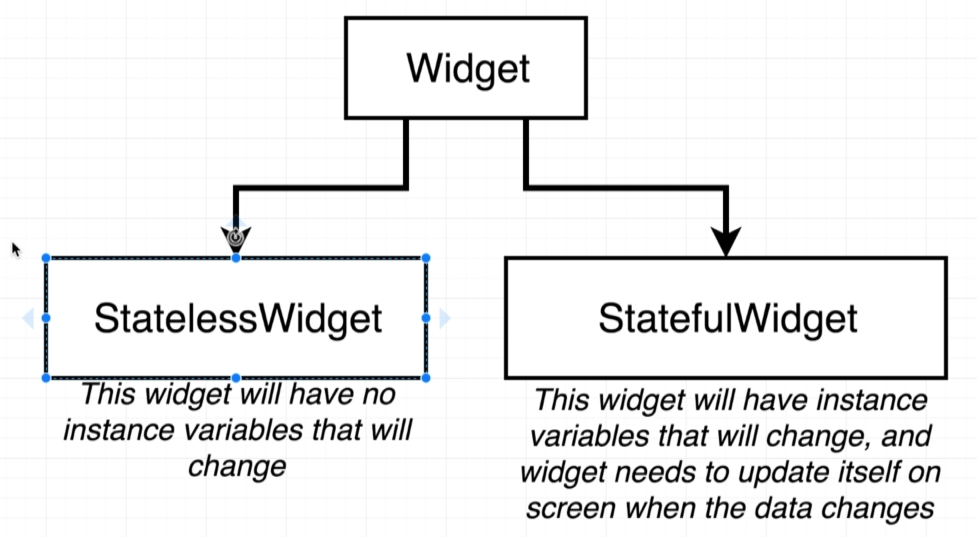 Widget
StatelessWidget
This widget will have no
instance variables that will
change
StatefulWidget
This widget will have instance
variables that will change, and
widget needs to update itself on
screen when the data changes